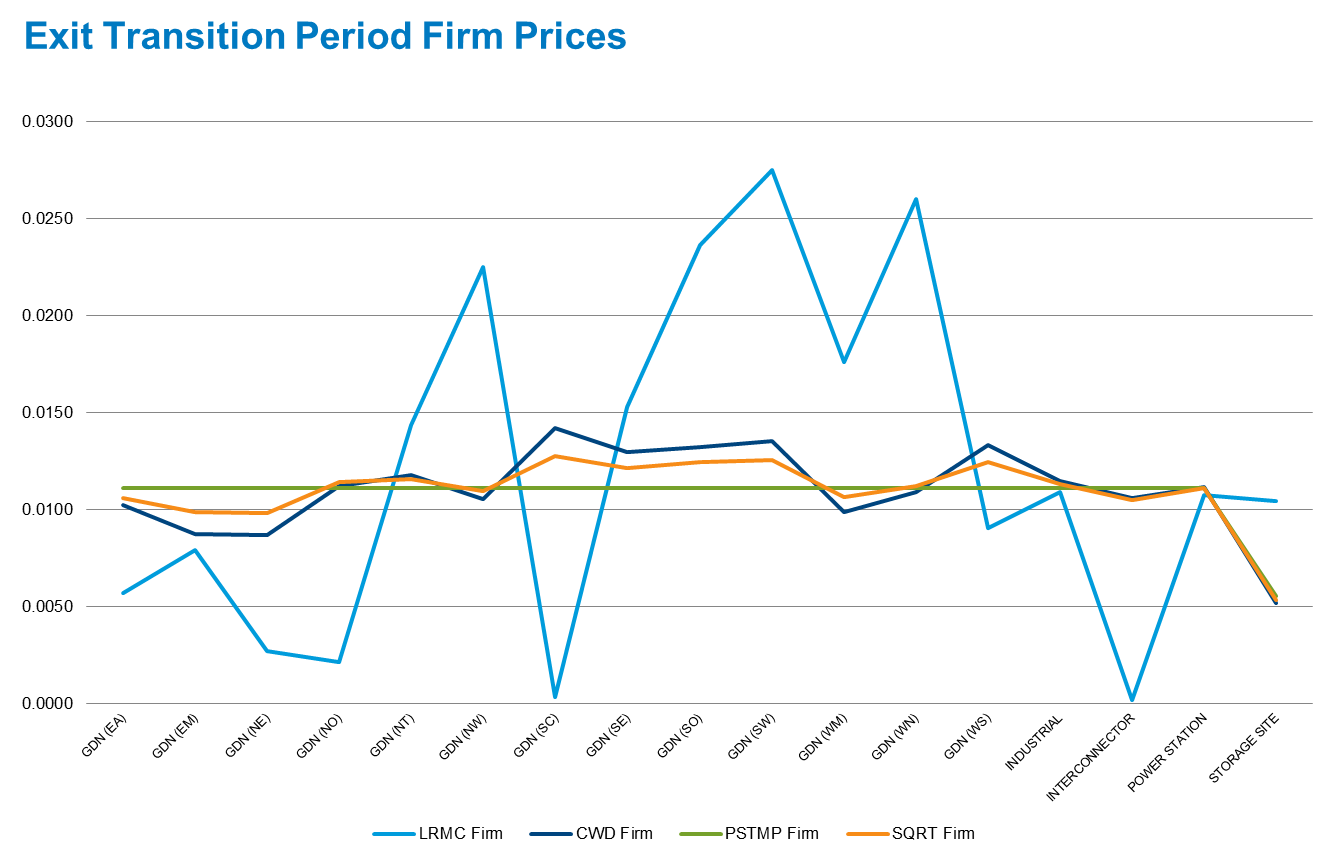 Exit Transition Period Firm Prices
0.0300
0.0250
0.0200
0.0150
0.0100
0.0050
0.0000
GDN (EA)
GDN (EM)
GDN (NE)
GDN (NO)
GDN (NT)
GDN (NW)
GDN (SC)
GDN (SE)
GDN (SO)
GDN (SW)
GDN (WM)
GDN (WN)
GDN (WS)
INDUSTRIAL
INTERCONNECTOR
POWER STATION
STORAGE SITE
LRMC Firm CWD Firm PSTMP Firm SQRT Firm